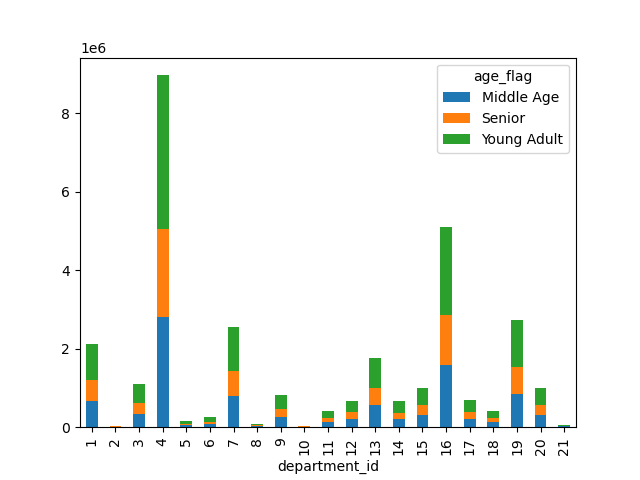 1e6
age_flag
Middle Age
Senior
Young Adult
8
6
4
2
0
1 2 3 4 5 6 7 8 9 10 11 12 13 14 15 16 17 18 19 20 21
department_id